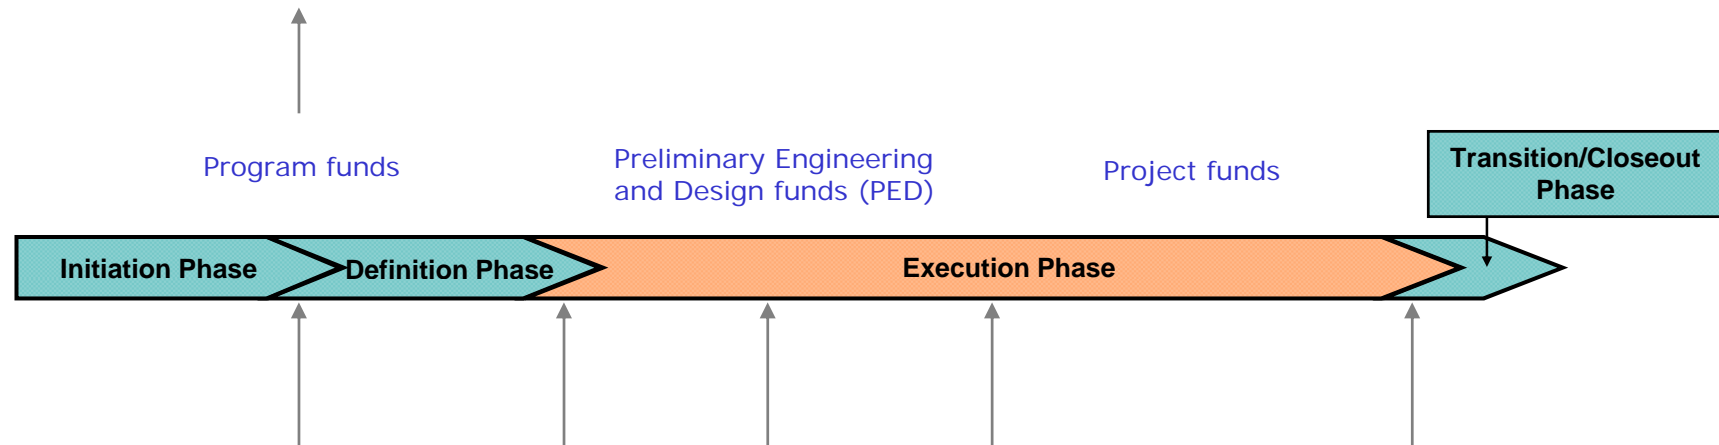 Program funds
Preliminary Engineering
and Design funds (PED)
Project funds
Transition/Closeout
Phase
Initiation Phase
Definition Phase
Execution Phase